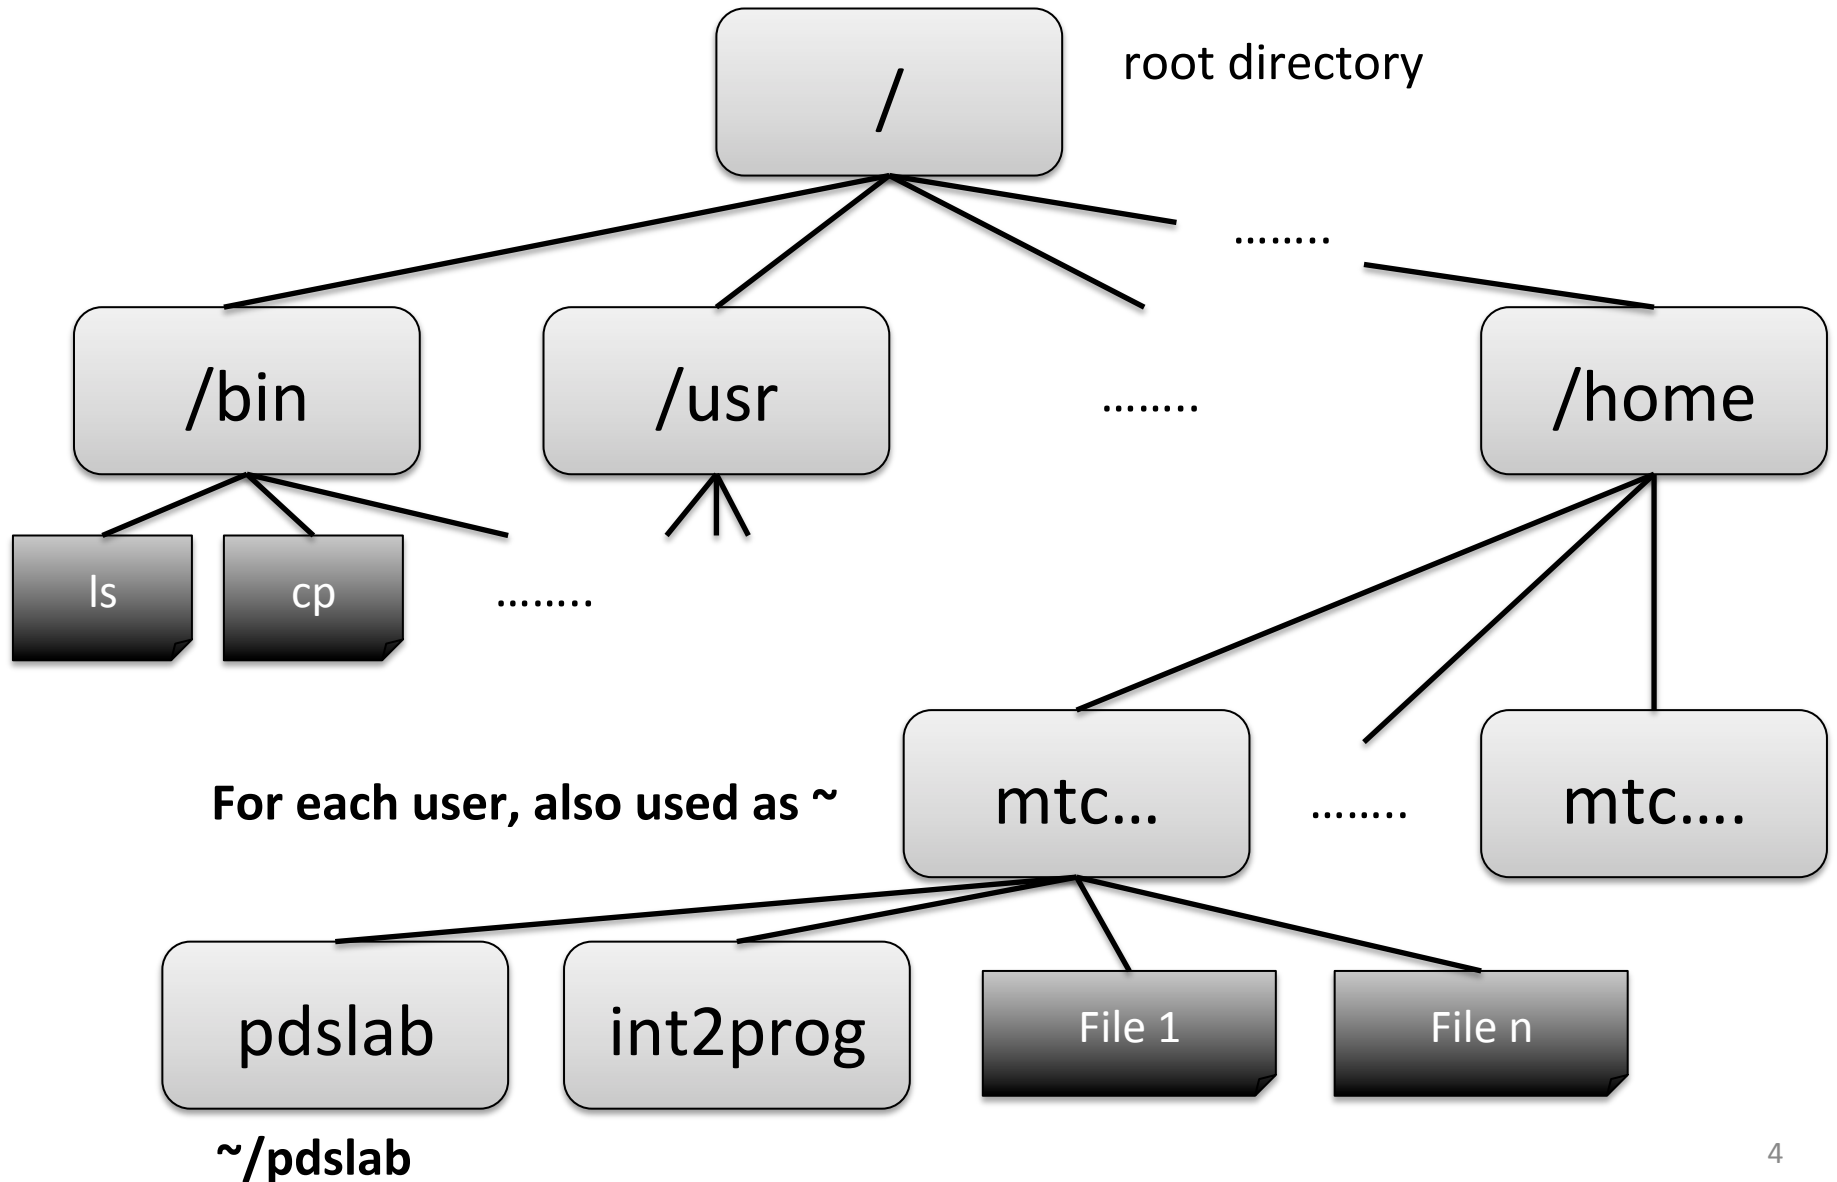 /
root directory
........
/bin
/usr
........
/home
ls
cp
........
For each user, also used as ~
mtc...
........
mtc....
pdslab
int2prog
File 1
File n
~/pdslab
4